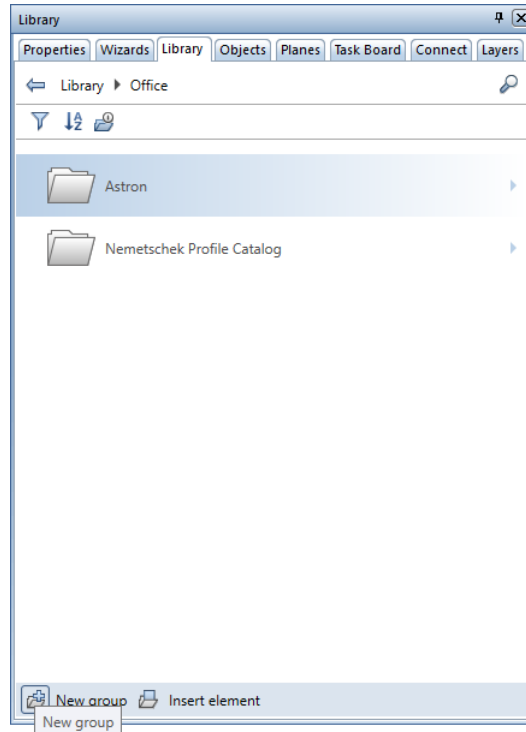 Library
Properties Wizards Library Objects Planes Task Board Connect Layers
Library Office
Astron
Nemetschek Profile Catalog
New group Insert element
New group